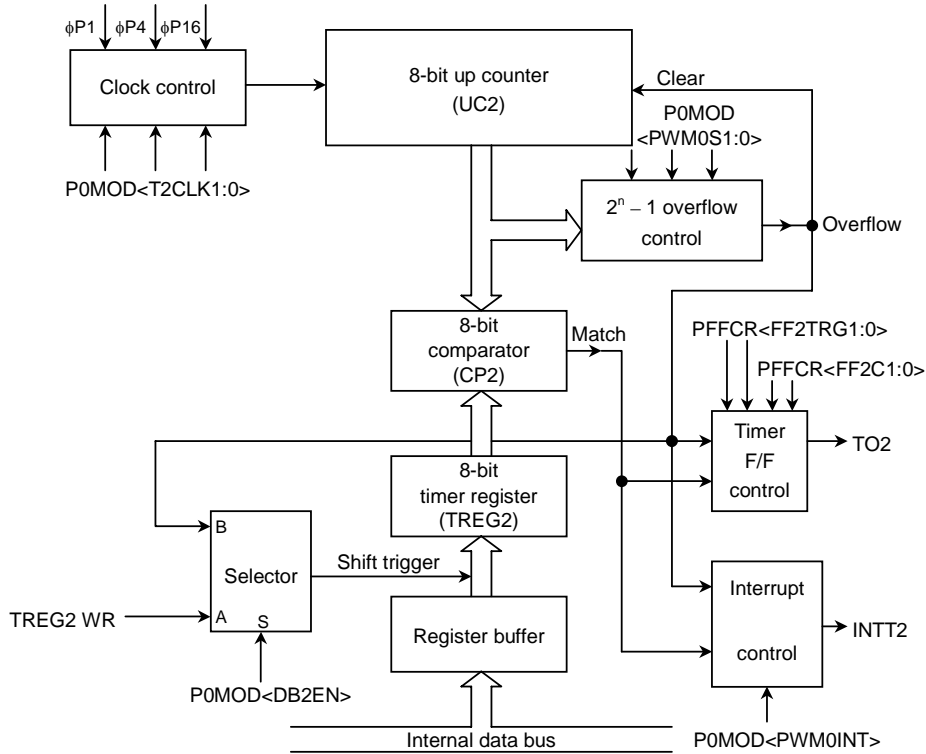 ϕP1 ϕP4 ϕP16
Clock control
P0MOD<T2CLK1:0>
8-bit up counter
(UC2)
Clear
P0MOD
<PWM0S1:0>
2ⁿ – 1 overflow
control
Overflow
8-bit
comparator
(CP2)
Match
PFFCR<FF2TRG1:0>
PFFCR<FF2C1:0>
Timer
F/F
control
TO2
8-bit
timer register
(TREG2)
B
Selector
A
S
Shift trigger
TREG2 WR
P0MOD<DB2EN>
Register buffer
Interrupt
control
INTT2
P0MOD<PWM0INT>
Internal data bus